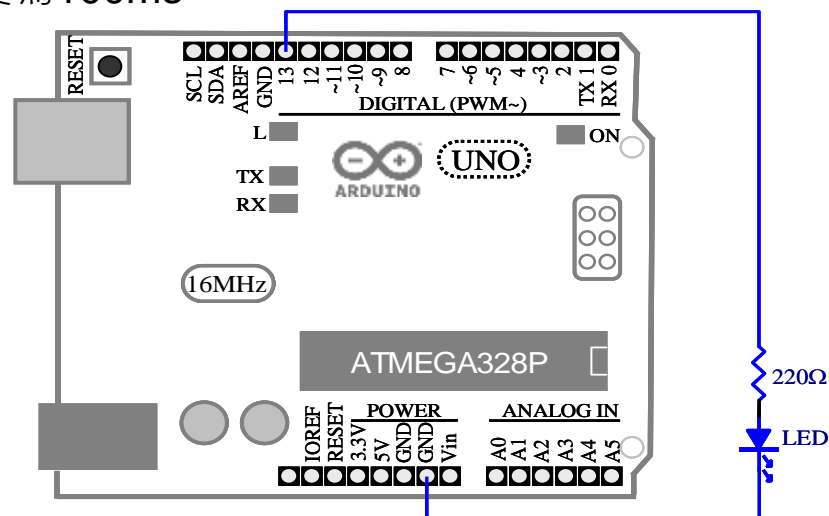 RESET
SCL
SDA
AREF
GND
13
12
~11
~10
~9
8
7
~6
~5
4
~3
2
TX 1
RX 0
DIGITAL (PWM~)
L
ON
UNO
ARDUINO
TX
RX
16MHz
ATMEGA328P
220Ω
POWER
ANALOG IN
LED
IOREF
RESET
3.3V
5V
GND
GND
Vin
A0
A1
A2
A3
A4
A5